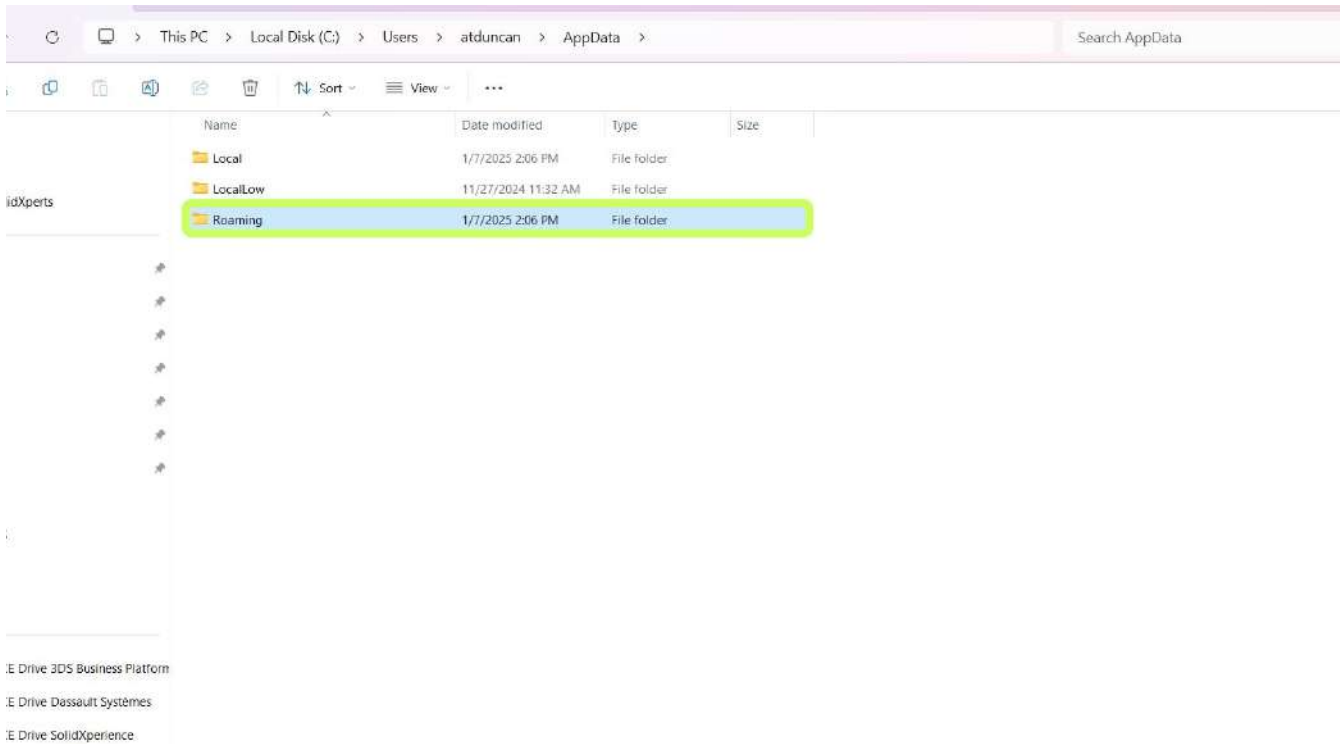 This PC > Local Disk (C:) > Users > atduncan > AppData > Search AppData
Sort View ...
Name Date modified Type Size
Local 1/7/2025 2:06 PM File folder
LocalLow 11/27/2024 11:32 AM File folder
idXperts
Roaming 1/7/2025 2:06 PM File folder
E Drive 3DS Business Platform
E Drive Dassault Systèmes
E Drive SolidXperience